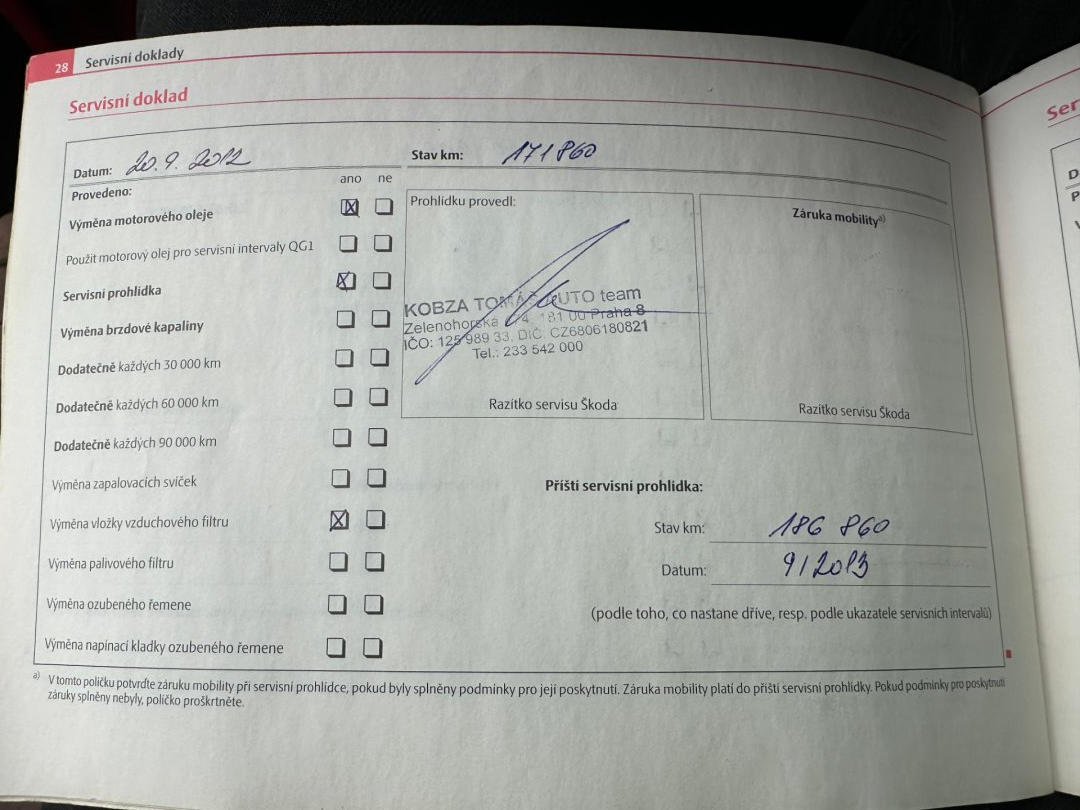 28 Servisní doklady
Servisní doklad
Datum: 20.9.2012
Stav km: 171860
Provedeno:
ano ne
Výměna motorového oleje
Použit motorový olej pro servisní intervaly QG1
Servisní prohlídka
Výměna brzdové kapaliny
Dodatečně každých 30 000 km
Dodatečně každých 60 000 km
Dodatečně každých 90 000 km
Výměna zapalovacích svíček
Výměna vložky vzduchového filtru
Výměna palivového filtru
Výměna ozubeného řemene
Výměna napínací kladky ozubeného řemene
Prohlídku provedl:
KOBZA TOMÁŠ AUTO team
Zelenohorská 181 00 Praha 8
IČO: 125 989 33, DIČ: CZ6806180821
Tel.: 233 542 000
Razítko servisu Škoda
Záruka mobility a)
Razítko servisu Škoda
Příští servisní prohlídka:
Stav km: 186 860
Datum: 9/2013
(podle toho, co nastane dříve, resp. podle ukazatele servisních intervalů)
a) V tomto políčku potvrďte záruku mobility při servisní prohlídce, pokud byly splněny podmínky pro její poskytnutí. Záruka mobility platí do příští servisní prohlídky. Pokud podmínky pro poskytnutí
záruky splněny nebyly, políčko proškrtněte.
Ser
D
P